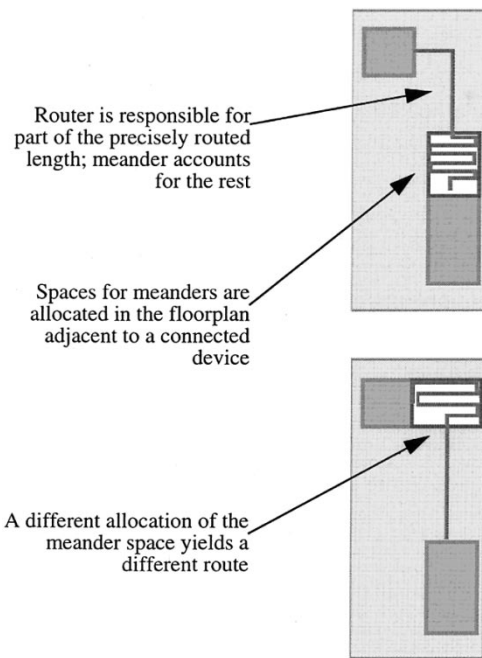 Router is responsible for
part of the precisely routed
length; meander accounts
for the rest
Spaces for meanders are
allocated in the floorplan
adjacent to a connected
device
A different allocation of the
meander space yields a
different route